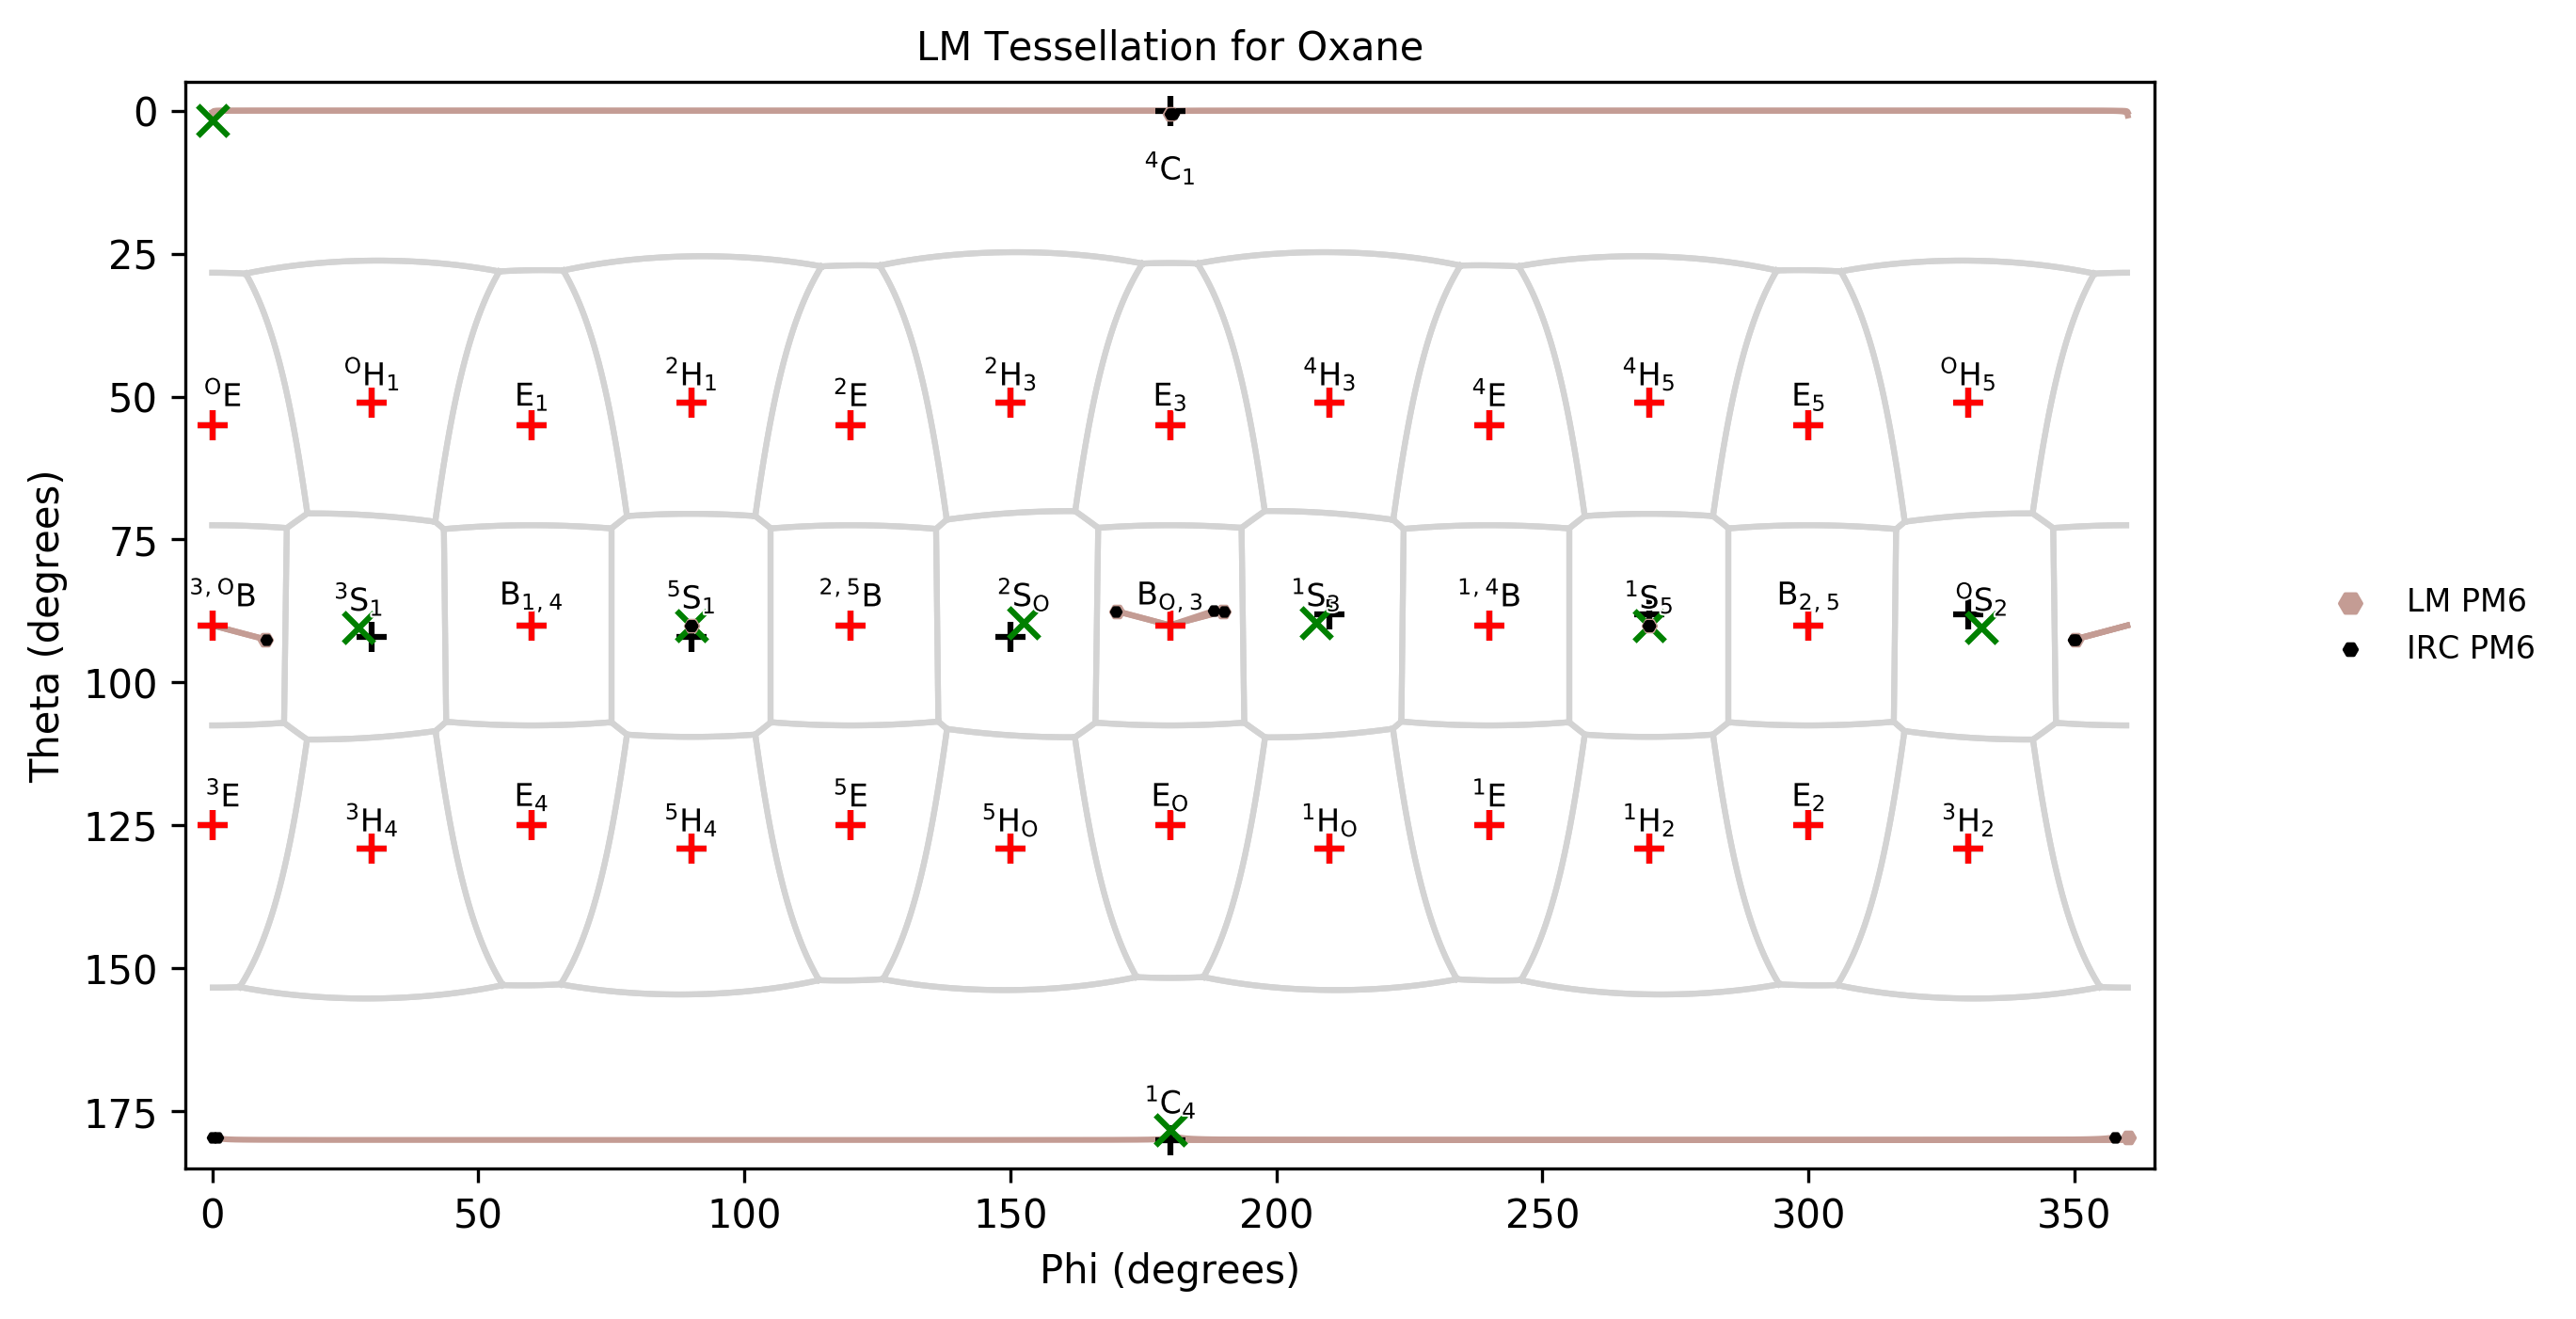 LM Tessellation for Oxane
0
25
50
75
100
125
150
175
Theta (degrees)
⁴C₁
ᴼE ᴼH₁ E₁ ²H₁ ²E ²H₃ E₃ ⁴H₃ ⁴E ⁴H₅ E₅ ᴼH₅
³,ᴼB ³S₁ B₁,₄ ⁵S₁ ²,⁵B ²Sₒ Bₒ,₃ ¹S₃ ¹,⁴B ¹S₅ B₂,₅ ᴼS₂
³E ³H₄ E₄ ⁵H₄ ⁵E ⁵Hₒ Eₒ ¹Hₒ ¹E ¹H₂ E₂ ³H₂
¹C₄
0 50 100 150 200 250 300 350
Phi (degrees)
LM PM6
IRC PM6